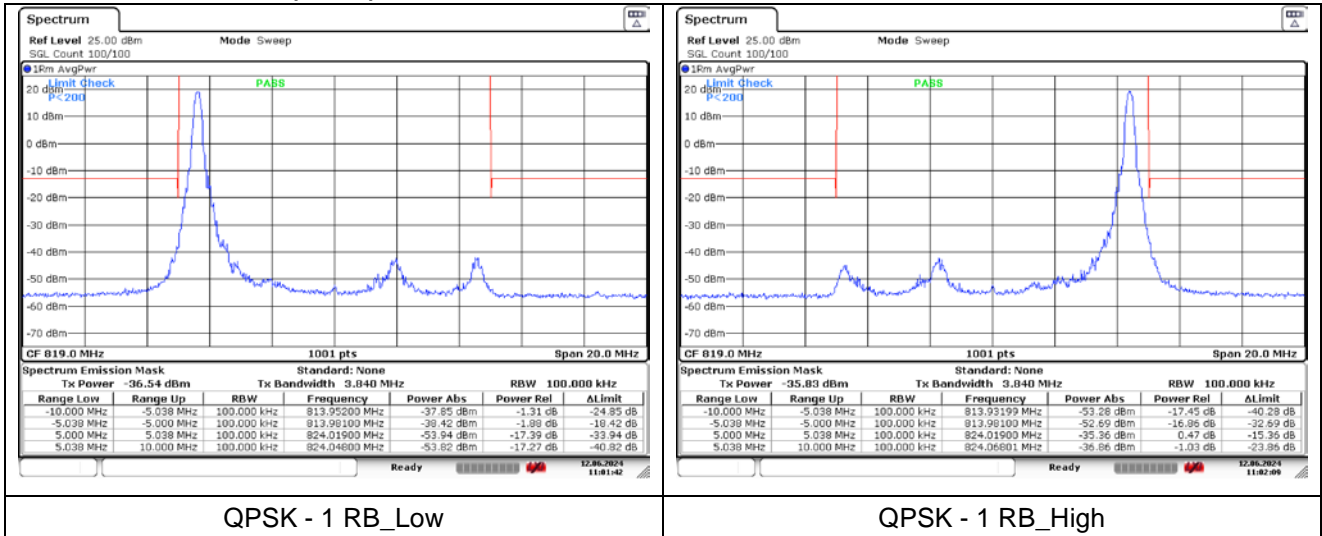 Spectrum
Ref Level 25.00 dBm Mode Sweep
SGL Count 100/100
1Rm AvgPwr
Limit Check PASS
P<200
20 dBm
10 dBm
0 dBm
-10 dBm
-20 dBm
-30 dBm
-40 dBm
-50 dBm
-60 dBm
-70 dBm
CF 819.0 MHz 1001 pts Span 20.0 MHz
Spectrum Emission Mask Standard: None
Tx Power -36.54 dBm Tx Bandwidth 3.840 MHz RBW 100.000 kHz
Range Low Range Up RBW Frequency Power Abs Power Rel ΔLimit
-10.000 MHz -5.038 MHz 100.000 kHz 813.95200 MHz -37.85 dBm -1.31 dB -24.85 dB
-5.038 MHz -5.000 MHz 100.000 kHz 813.98100 MHz -38.42 dBm -1.88 dB -18.42 dB
5.000 MHz 5.038 MHz 100.000 kHz 824.01900 MHz -53.94 dBm -17.39 dB -33.94 dB
5.038 MHz 10.000 MHz 100.000 kHz 824.04800 MHz -53.82 dBm -17.27 dB -40.82 dB
Ready 12.06.2024
11:01:42
QPSK - 1 RB_Low
Spectrum
Ref Level 25.00 dBm Mode Sweep
SGL Count 100/100
1Rm AvgPwr
Limit Check PASS
P<200
20 dBm
10 dBm
0 dBm
-10 dBm
-20 dBm
-30 dBm
-40 dBm
-50 dBm
-60 dBm
-70 dBm
CF 819.0 MHz 1001 pts Span 20.0 MHz
Spectrum Emission Mask Standard: None
Tx Power -35.83 dBm Tx Bandwidth 3.840 MHz RBW 100.000 kHz
Range Low Range Up RBW Frequency Power Abs Power Rel ΔLimit
-10.000 MHz -5.038 MHz 100.000 kHz 813.93199 MHz -53.28 dBm -17.45 dB -40.28 dB
-5.038 MHz -5.000 MHz 100.000 kHz 813.98100 MHz -52.69 dBm -16.86 dB -32.69 dB
5.000 MHz 5.038 MHz 100.000 kHz 824.01900 MHz -35.36 dBm 0.47 dB -15.36 dB
5.038 MHz 10.000 MHz 100.000 kHz 824.06801 MHz -36.86 dBm -1.03 dB -23.86 dB
Ready 12.06.2024
11:02:09
QPSK - 1 RB_High